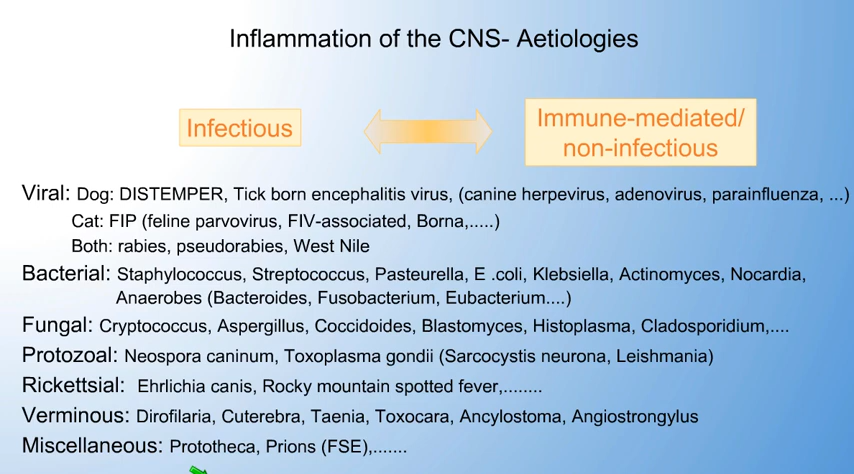 Inflammation of the CNS- Aetiologies
Infectious
Immune-mediated/
non-infectious
Viral: Dog: DISTEMPER, Tick born encephalitis virus, (canine herpevirus, adenovirus, parainfluenza, ...)
Cat: FIP (feline parvovirus, FIV-associated, Borna,.....)
Both: rabies, pseudorabies, West Nile
Bacterial: Staphylococcus, Streptococcus, Pasteurella, E .coli, Klebsiella, Actinomyces, Nocardia,
Anaerobes (Bacteroides, Fusobacterium, Eubacterium....)
Fungal: Cryptococcus, Aspergillus, Coccidoides, Blastomyces, Histoplasma, Cladosporidium,....
Protozoal: Neospora caninum, Toxoplasma gondii (Sarcocystis neurona, Leishmania)
Rickettsial: Ehrlichia canis, Rocky mountain spotted fever,........
Verminous: Dirofilaria, Cuterebra, Taenia, Toxocara, Ancylostoma, Angiostrongylus
Miscellaneous: Prototheca, Prions (FSE),.......